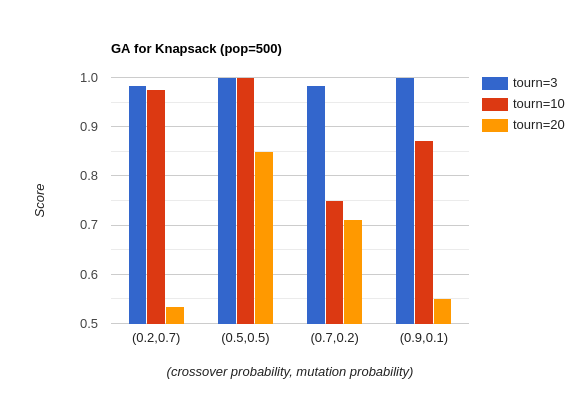 GA for Knapsack (pop=500)
1.0
0.9
0.8
0.7
0.6
0.5
Score
(0.2,0.7)
(0.5,0.5)
(0.7,0.2)
(0.9,0.1)
(crossover probability, mutation probability)
tourn=3
tourn=10
tourn=20